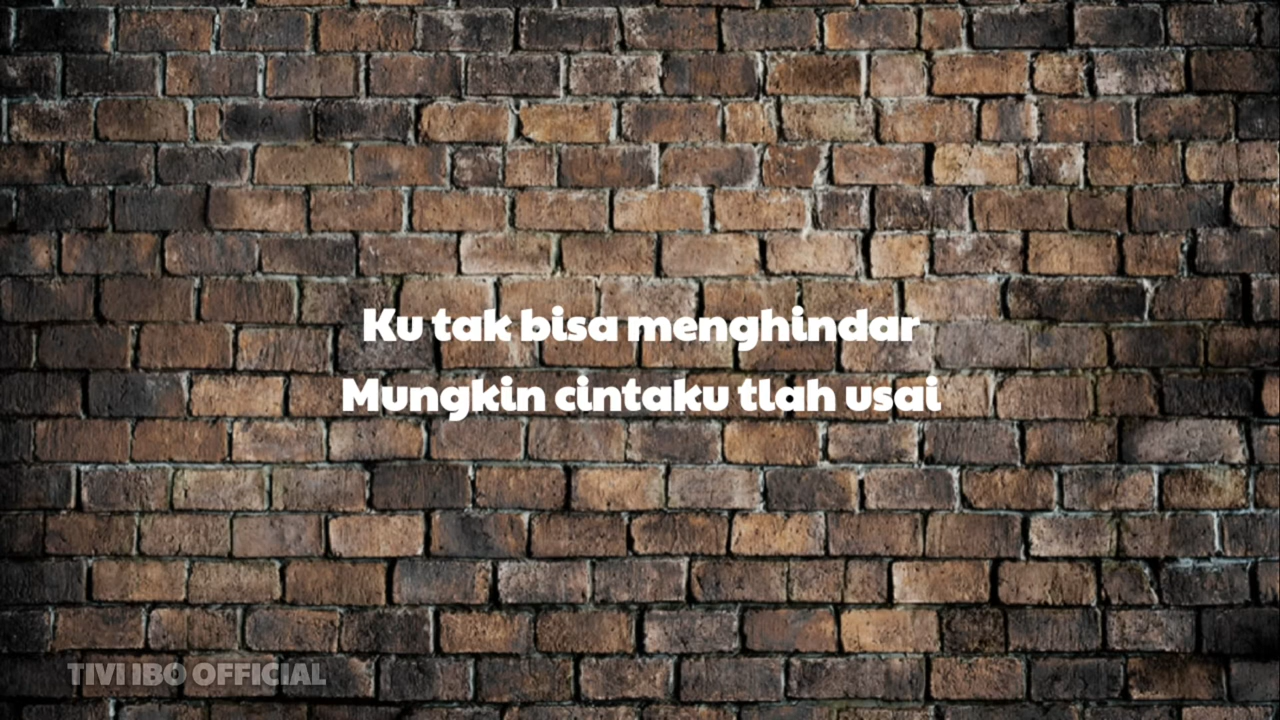 Ku tak bisa menghindar
Mungkin cintaku tlah usai
TIVI IBO OFFICIAL